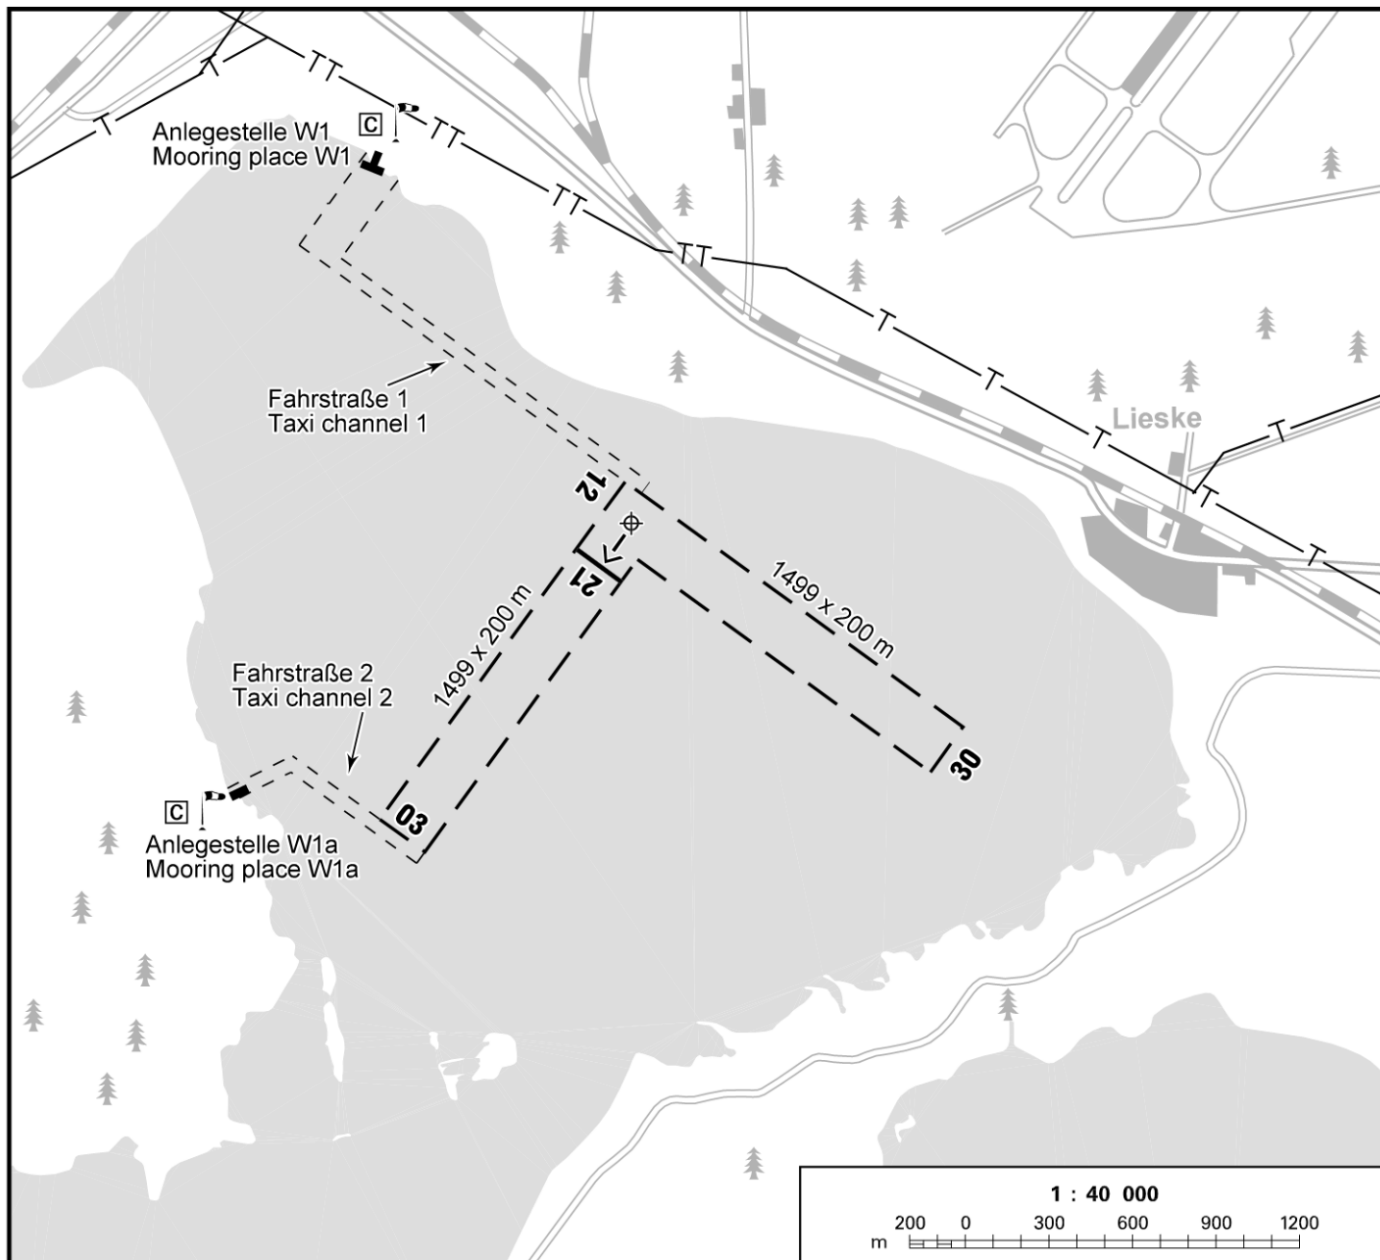 C
Anlegestelle W1
Mooring place W1
Fahrstraße 1
Taxi channel 1
Lieske
12
21
1499 x 200 m
1499 x 200 m
Fahrstraße 2
Taxi channel 2
30
03
C
Anlegestelle W1a
Mooring place W1a
1 : 40 000
200 0 300 600 900 1200
m